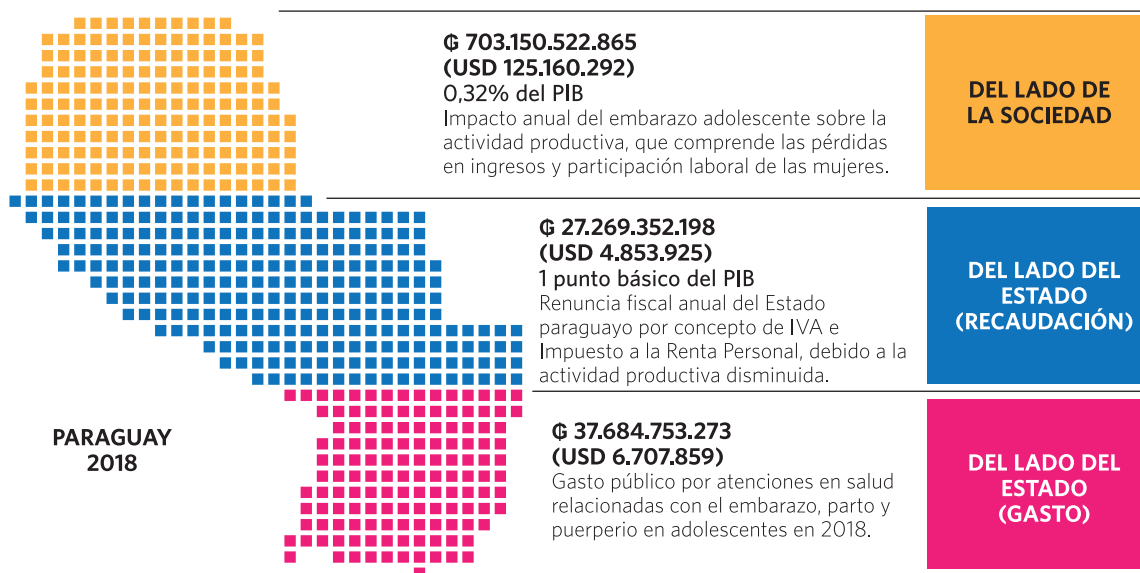 ₲ 703.150.522.865
(USD 125.160.292)
0,32% del PIB
Impacto anual del embarazo adolescente sobre la
actividad productiva, que comprende las pérdidas
en ingresos y participación laboral de las mujeres.
DEL LADO DE
LA SOCIEDAD
₲ 27.269.352.198
(USD 4.853.925)
1 punto básico del PIB
Renuncia fiscal anual del Estado
paraguayo por concepto de IVA e
Impuesto a la Renta Personal, debido a la
actividad productiva disminuida.
DEL LADO DEL
ESTADO
(RECAUDACIÓN)
PARAGUAY
2018
₲ 37.684.753.273
(USD 6.707.859)
Gasto público por atenciones en salud
relacionadas con el embarazo, parto y
puerperio en adolescentes en 2018.
DEL LADO DEL
ESTADO
(GASTO)